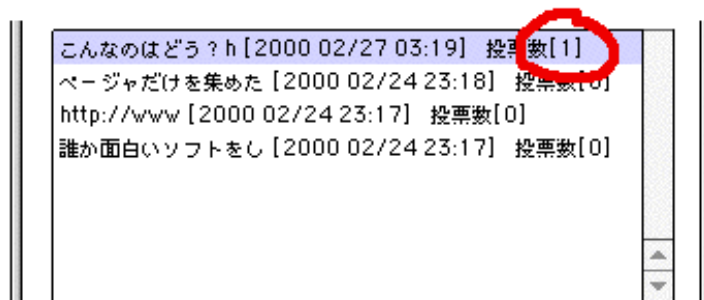 こんなのはどう？h [2000 02/27 03:19] 投票数[1]
ページャだけを集めた [2000 02/24 23:18] 投票数[0]
http://www [2000 02/24 23:17] 投票数[0]
誰か面白いソフトをし [2000 02/24 23:17] 投票数[0]